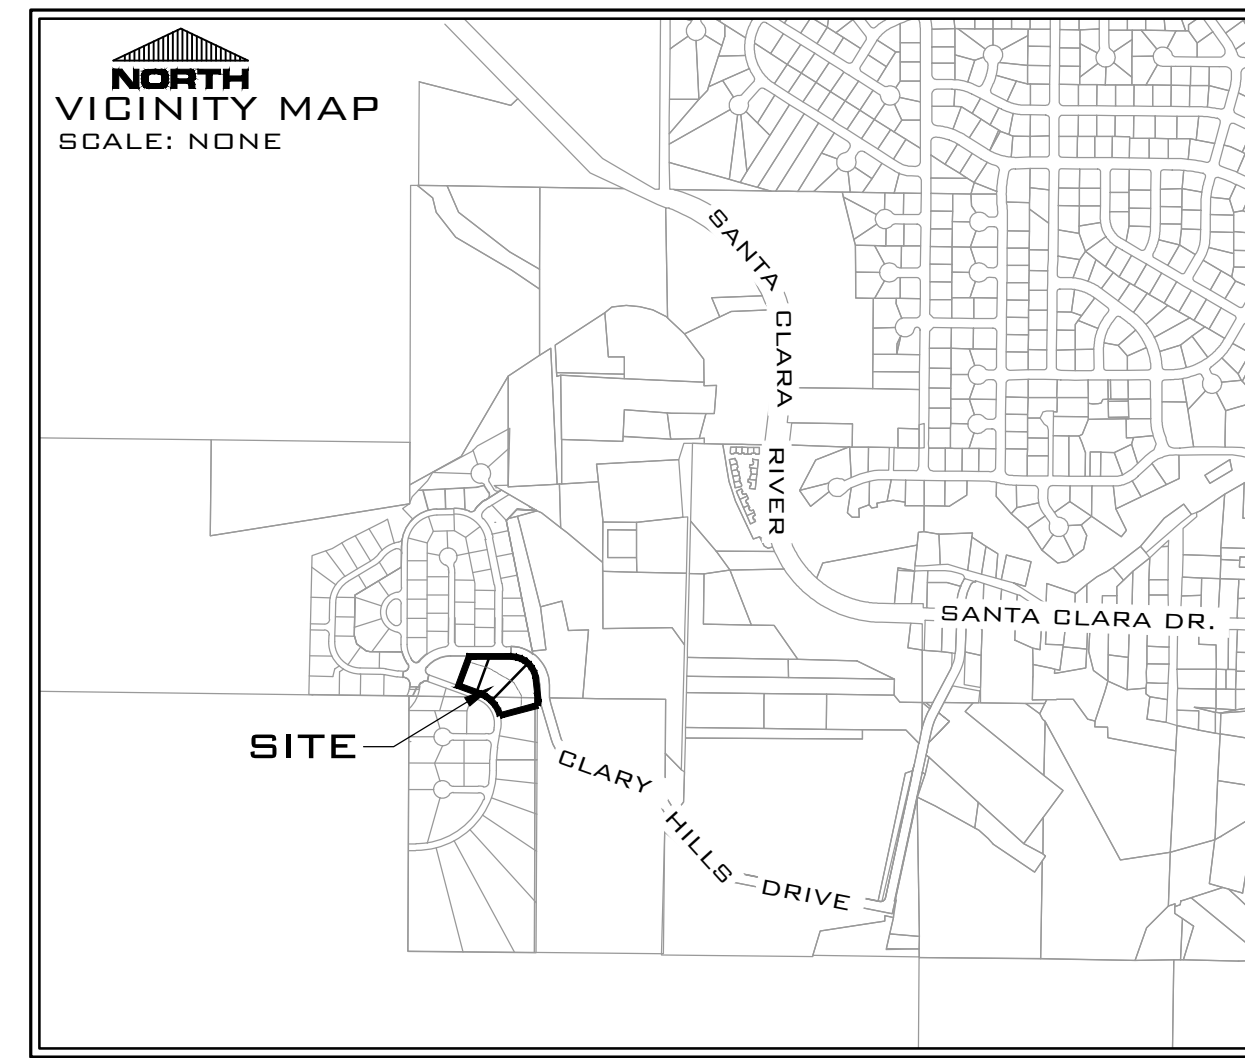 NORTH
VICINITY MAP
SCALE: NONE
SANTA CLARA RIVER
SANTA CLARA DR.
SITE
CLARY HILLS DRIVE